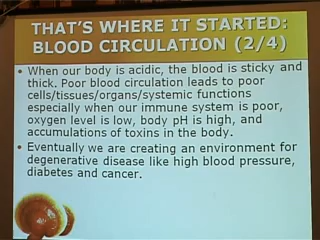 THAT'S WHERE IT STARTED:
BLOOD CIRCULATION (2/4)
• When our body is acidic, the blood is sticky and
thick. Poor blood circulation leads to poor
cells/tissues/organs/systemic functions
especially when our immune system is poor,
oxygen level is low, body pH is high, and
accumulations of toxins in the body.
• Eventually we are creating an environment for
degenerative disease like high blood pressure,
diabetes and cancer.